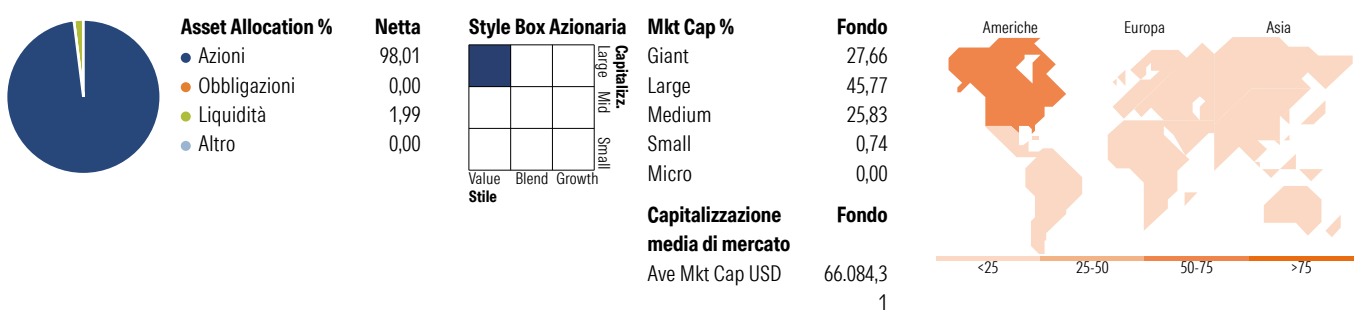 Asset Allocation % Netta
Azioni 98,01
Obbligazioni 0,00
Liquidità 1,99
Altro 0,00
Style Box Azionaria
Capitalizz.
Large Mid Small
Value Blend Growth
Stile
Mkt Cap % Fondo
Giant 27,66
Large 45,77
Medium 25,83
Small 0,74
Micro 0,00
Capitalizzazione Fondo
media di mercato
Ave Mkt Cap USD 66.084,3
1
Americhe Europa Asia
<25 25-50 50-75 >75